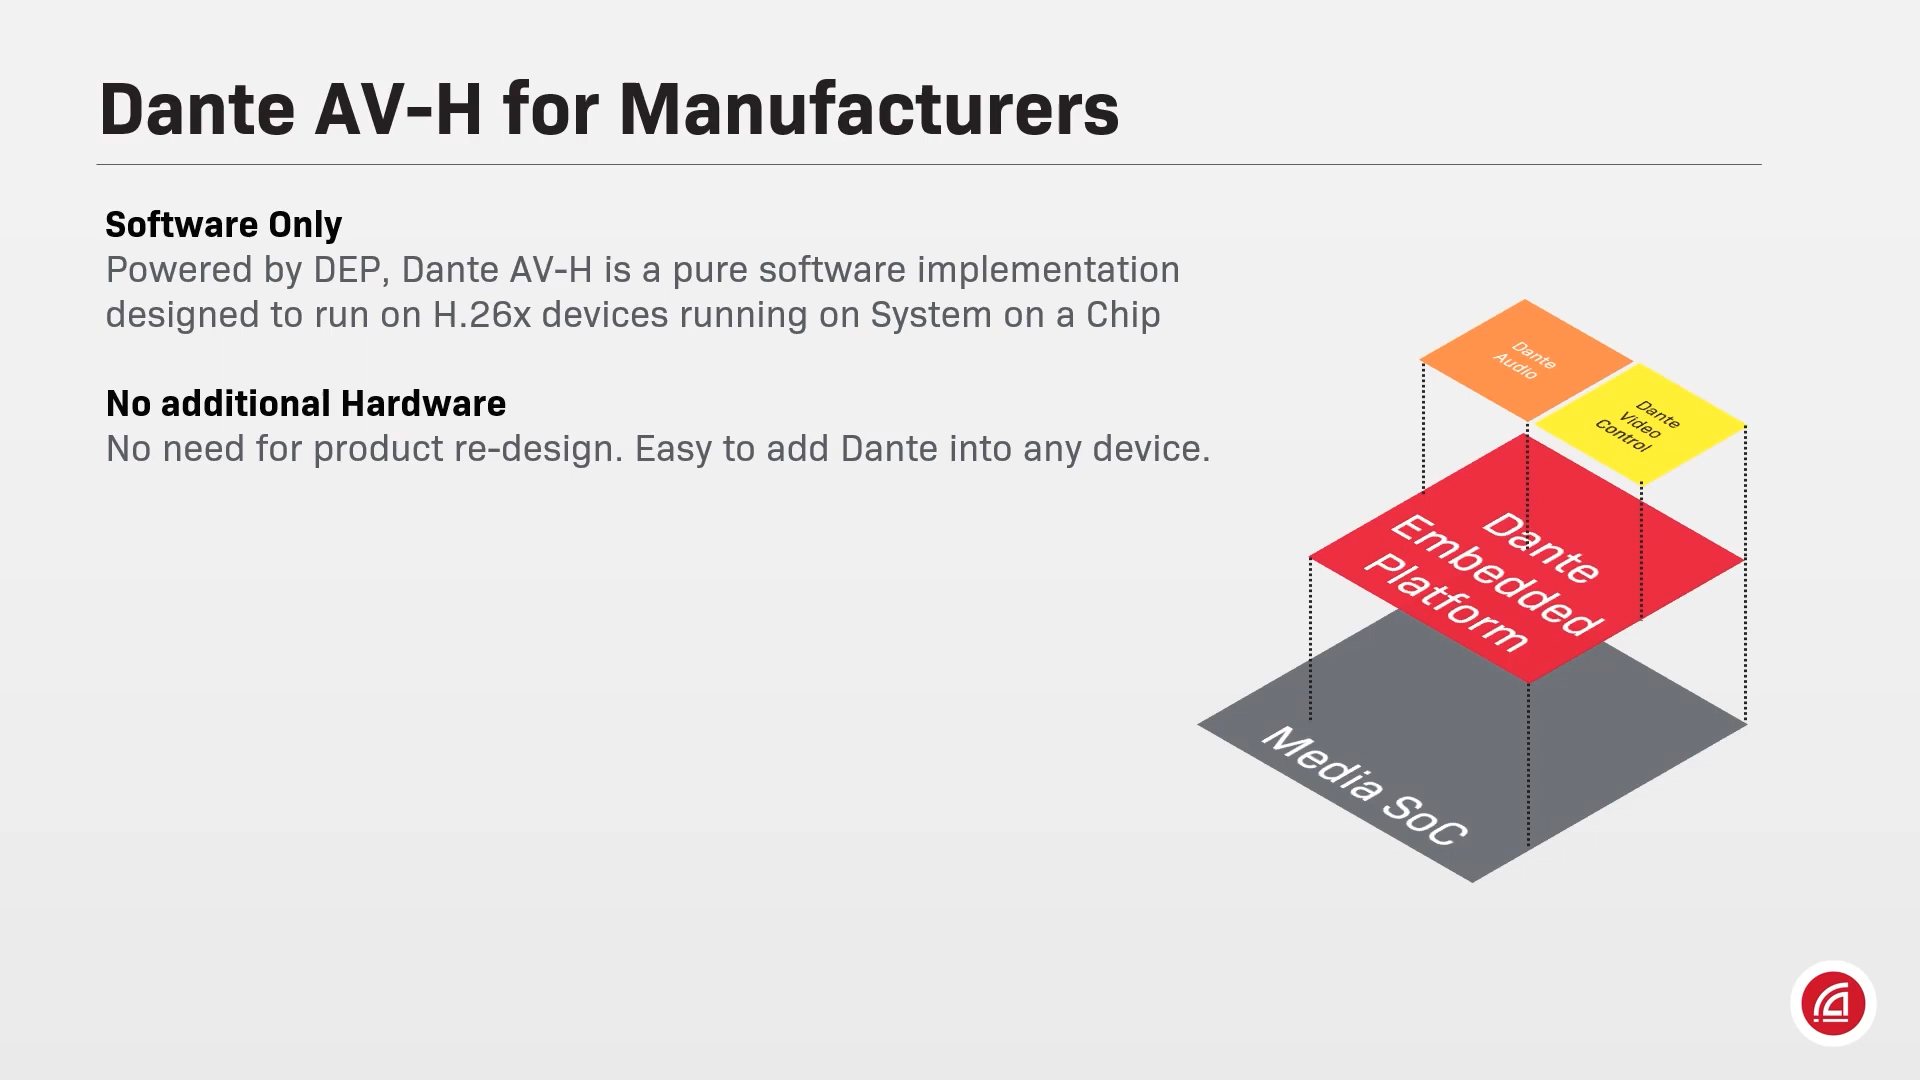 Dante AV-H for Manufacturers
Software Only
Powered by DEP, Dante AV-H is a pure software implementation
designed to run on H.26x devices running on System on a Chip
No additional Hardware
No need for product re-design. Easy to add Dante into any device.
Dante
Audio
Dante
Video
Control
Dante
Embedded
Platform
Media SoC